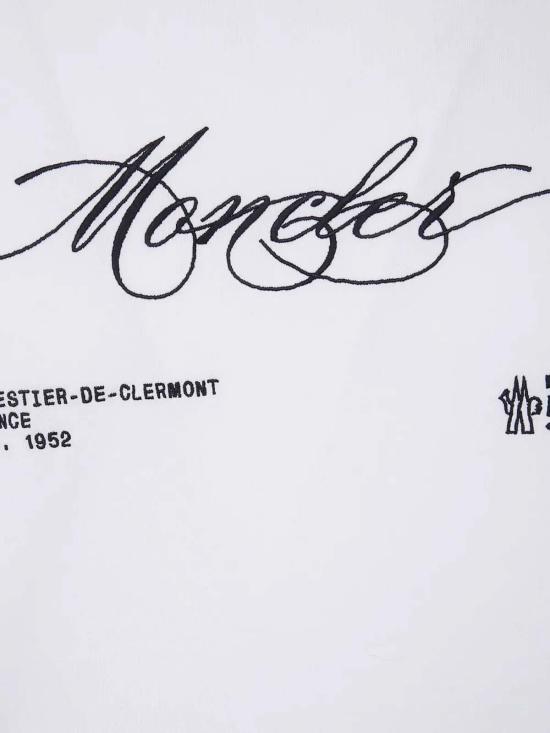 Moncler
ESTIER-DE-CLERMONT
NCE
. 1952